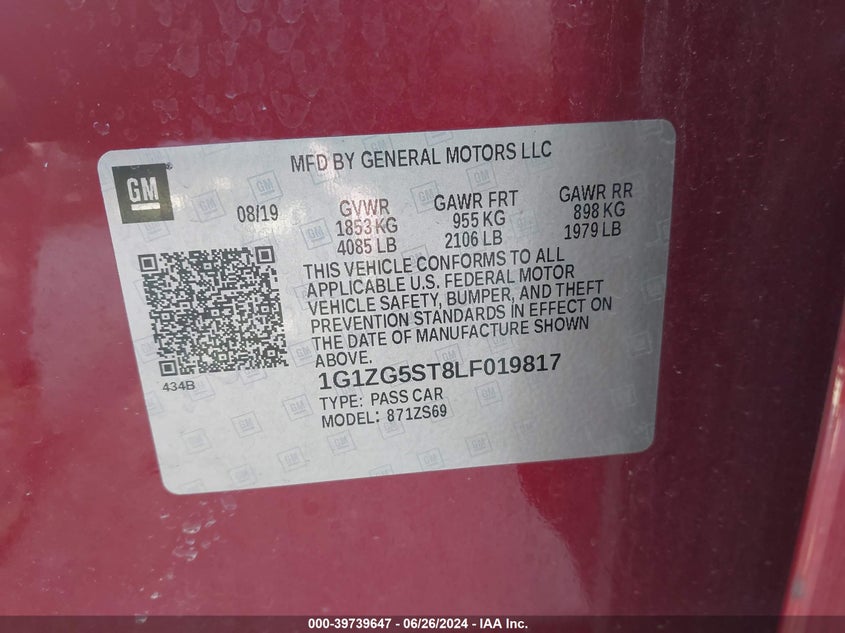 MFD BY GENERAL MOTORS LLC
GM
08/19
GVWR
1853 KG
4085 LB
GAWR FRT
955 KG
2106 LB
GAWR RR
898 KG
1979 LB
THIS VEHICLE CONFORMS TO ALL
APPLICABLE U.S. FEDERAL MOTOR
VEHICLE SAFETY, BUMPER, AND THEFT
PREVENTION STANDARDS IN EFFECT ON
THE DATE OF MANUFACTURE SHOWN
ABOVE.
434B
1G1ZG5ST8LF019817
TYPE: PASS CAR
MODEL: 871ZS69
000-39739647 / 06/26/2024 - IAA Inc.